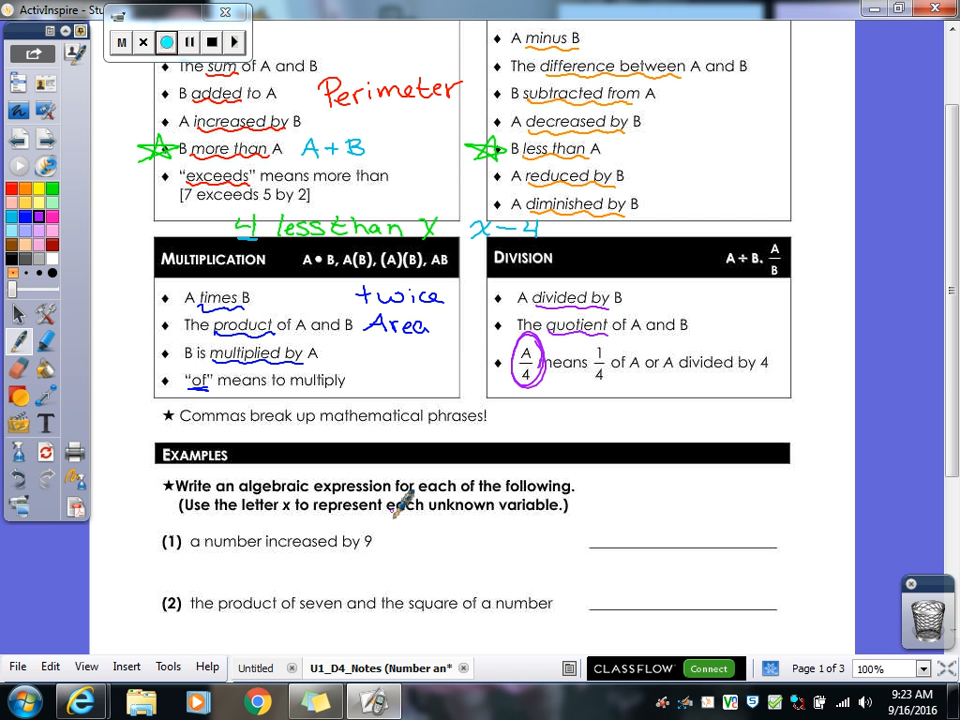 ActivInspire - Stu
M
A minus B
The sum of A and B
The difference between A and B
B added to A
Perimeter
B subtracted from A
A increased by B
A decreased by B
B more than A
A + B
B less than A
"exceeds" means more than
[7 exceeds 5 by 2]
A reduced by B
A diminished by B
4 less than x
x - 4
MULTIPLICATION A • B, A(B), (A)(B), AB
DIVISION A ÷ B. A/B
A times B
twice
A divided by B
The product of A and B
Area
The quotient of A and B
B is multiplied by A
A/4 means 1/4 of A or A divided by 4
"of" means to multiply
★ Commas break up mathematical phrases!
EXAMPLES
★Write an algebraic expression for each of the following.
(Use the letter x to represent each unknown variable.)
(1) a number increased by 9
(2) the product of seven and the square of a number
File Edit View Insert Tools Help
Untitled
U1_D4_Notes (Number an*
CLASSFLOW Connect
Page 1 of 3
100%
9:23 AM
9/16/2016